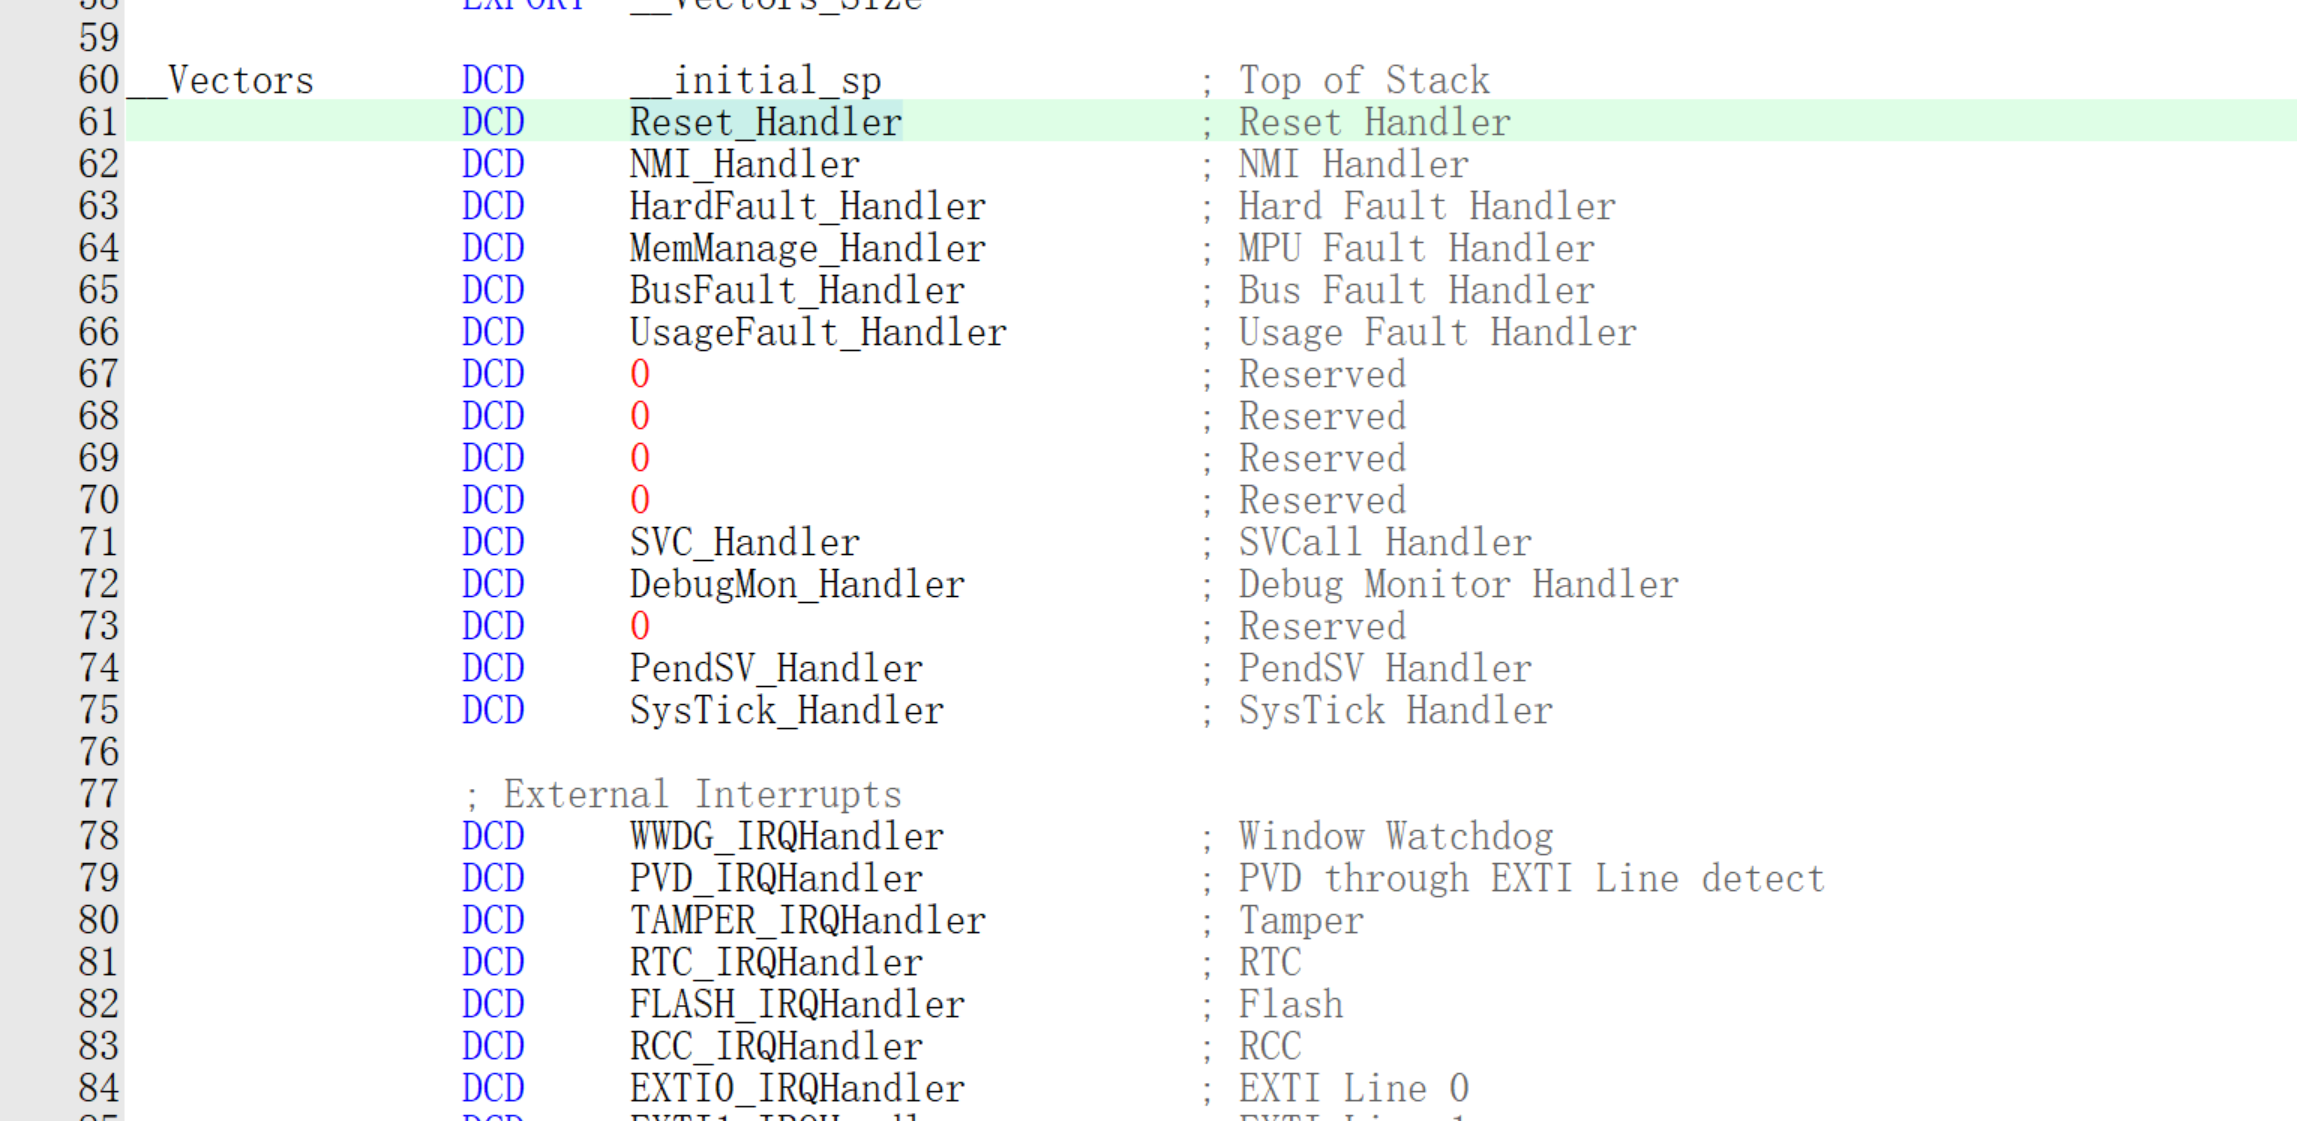 58 EXPORT __Vectors_Size
59
60 __Vectors DCD __initial_sp ; Top of Stack
61 DCD Reset_Handler ; Reset Handler
62 DCD NMI_Handler ; NMI Handler
63 DCD HardFault_Handler ; Hard Fault Handler
64 DCD MemManage_Handler ; MPU Fault Handler
65 DCD BusFault_Handler ; Bus Fault Handler
66 DCD UsageFault_Handler ; Usage Fault Handler
67 DCD 0 ; Reserved
68 DCD 0 ; Reserved
69 DCD 0 ; Reserved
70 DCD 0 ; Reserved
71 DCD SVC_Handler ; SVCall Handler
72 DCD DebugMon_Handler ; Debug Monitor Handler
73 DCD 0 ; Reserved
74 DCD PendSV_Handler ; PendSV Handler
75 DCD SysTick_Handler ; SysTick Handler
76
77 ; External Interrupts
78 DCD WWDG_IRQHandler ; Window Watchdog
79 DCD PVD_IRQHandler ; PVD through EXTI Line detect
80 DCD TAMPER_IRQHandler ; Tamper
81 DCD RTC_IRQHandler ; RTC
82 DCD FLASH_IRQHandler ; Flash
83 DCD RCC_IRQHandler ; RCC
84 DCD EXTI0_IRQHandler ; EXTI Line 0
85 DCD EXTI1_IRQHandler ; EXTI Line 1